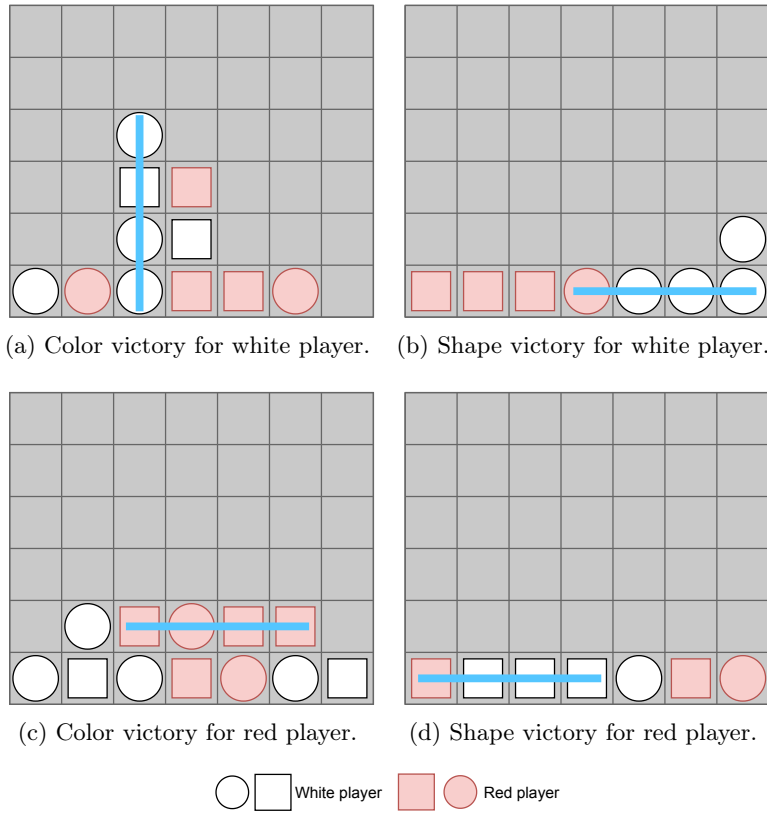 (a) Color victory for white player.
(b) Shape victory for white player.
(c) Color victory for red player.
(d) Shape victory for red player.
White player
Red player